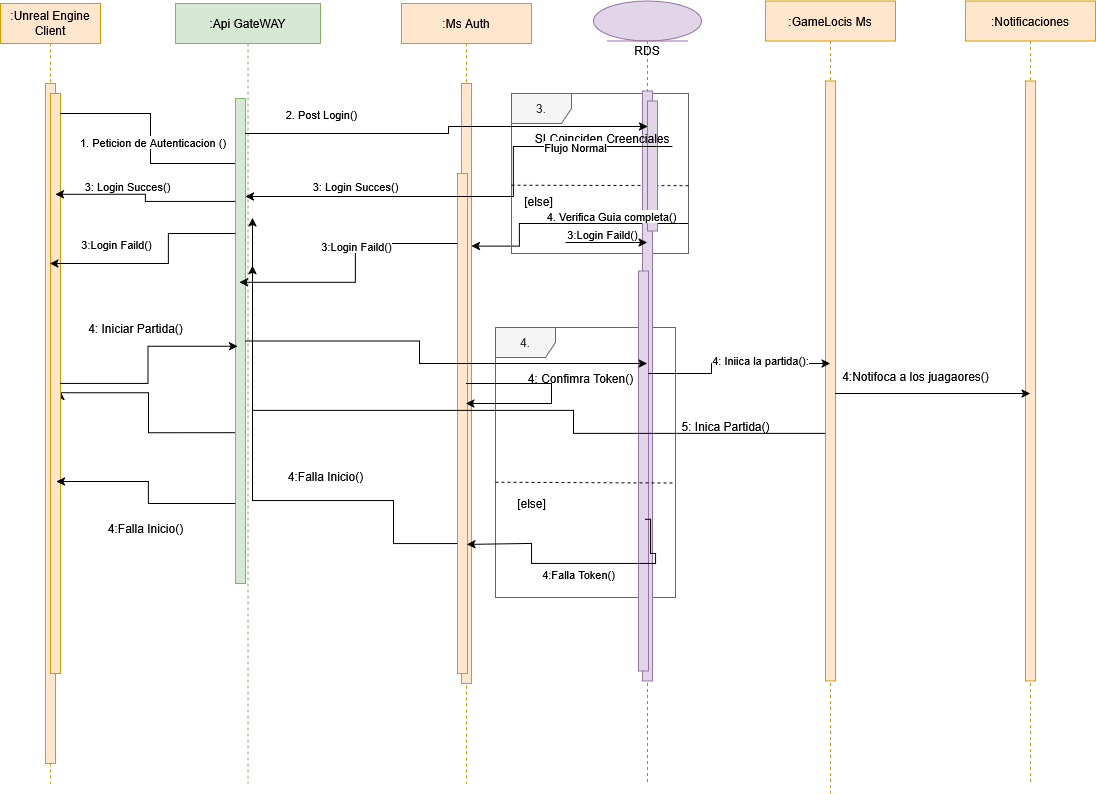 :Unreal Engine
Client
:Api GateWAY
:Ms Auth
RDS
:GameLocis Ms
:Notificaciones
3.
2. Post Login()
1. Peticion de Autenticacion ()
SI Coinciden Creenciales
Flujo Normal
3: Login Succes()
3: Login Succes()
[else]
4. Verifica Guia completa()
3:Login Faild()
3:Login Faild()
3:Login Faild()
4: Iniciar Partida()
4.
4: Iniica la partida():
4: Confimra Token()
4:Notifoca a los juagaores()
5: Inica Partida()
4:Falla Inicio()
[else]
4:Falla Inicio()
4:Falla Token()